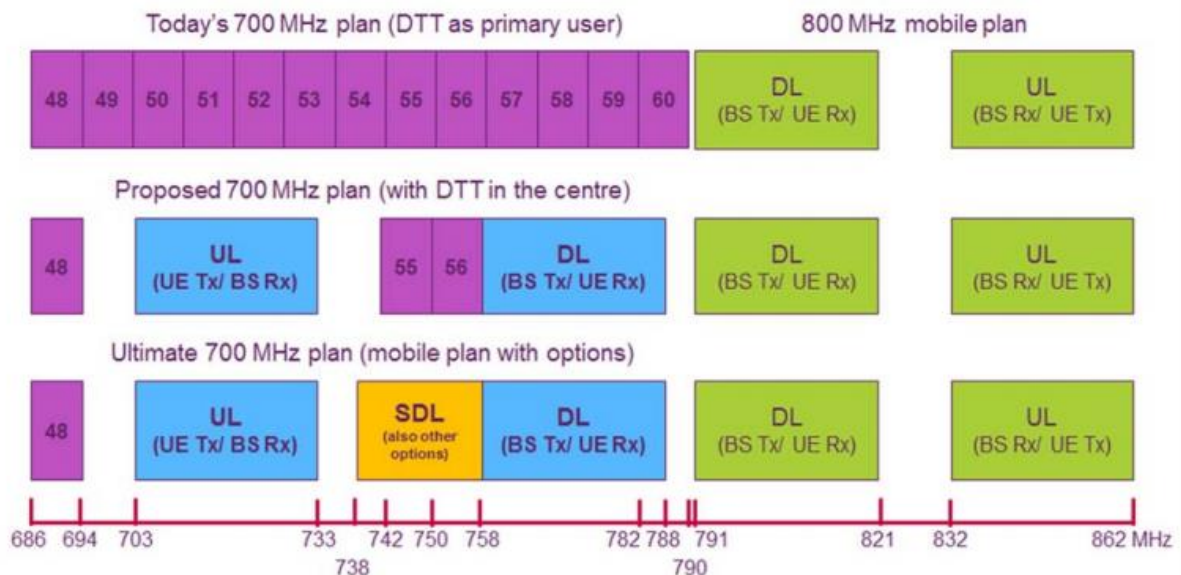 Today's 700 MHz plan (DTT as primary user) 800 MHz mobile plan
48 49 50 51 52 53 54 55 56 57 58 59 60 DL UL
(BS Tx/ UE Rx) (BS Rx/ UE Tx)
Proposed 700 MHz plan (with DTT in the centre)
48 UL 55 56 DL DL UL
(UE Tx/ BS Rx) (BS Tx/ UE Rx) (BS Tx/ UE Rx) (BS Rx/ UE Tx)
Ultimate 700 MHz plan (mobile plan with options)
48 UL SDL DL DL UL
(UE Tx/ BS Rx) (also other options) (BS Tx/ UE Rx) (BS Tx/ UE Rx) (BS Rx/ UE Tx)
686 694 703 733 742 750 758 782 788 791 821 832 862 MHz
738 790